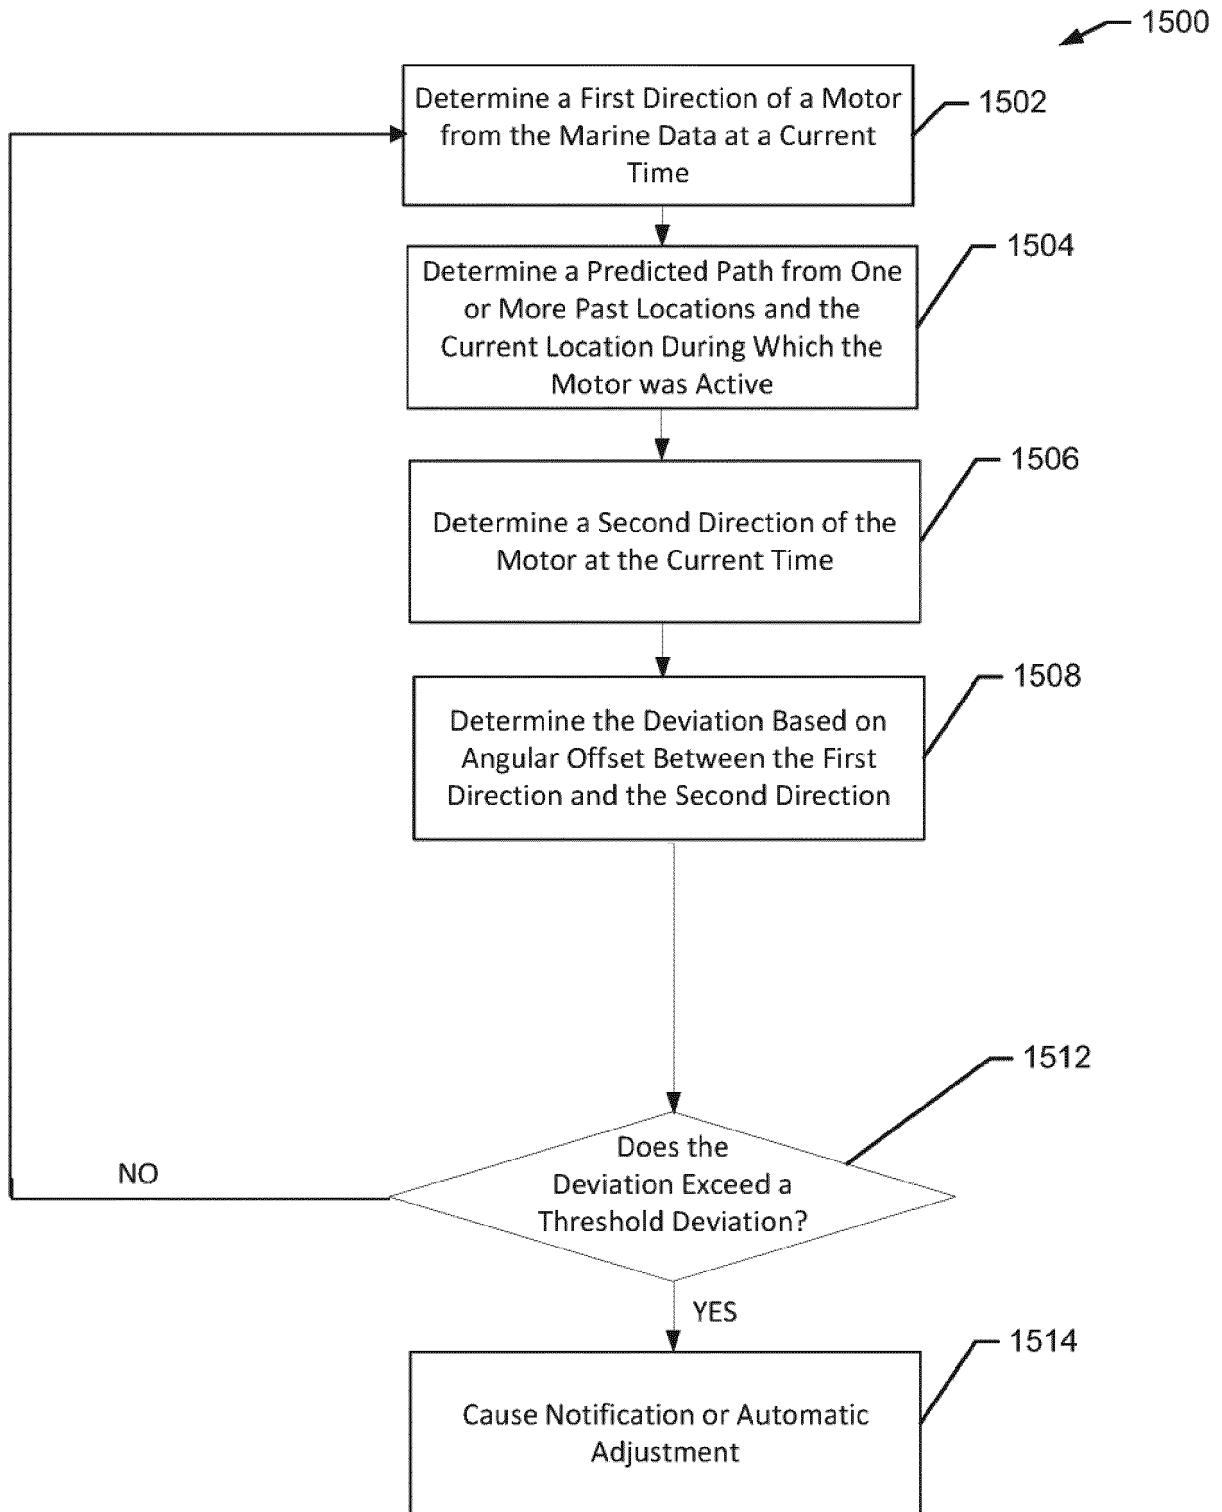 1500
Determine a First Direction of a Motor
from the Marine Data at a Current
Time
1502
Determine a Predicted Path from One
or More Past Locations and the
Current Location During Which the
Motor was Active
1504
Determine a Second Direction of the
Motor at the Current Time
1506
Determine the Deviation Based on
Angular Offset Between the First
Direction and the Second Direction
1508
Does the
Deviation Exceed a
Threshold Deviation?
1512
NO
YES
Cause Notification or Automatic
Adjustment
1514